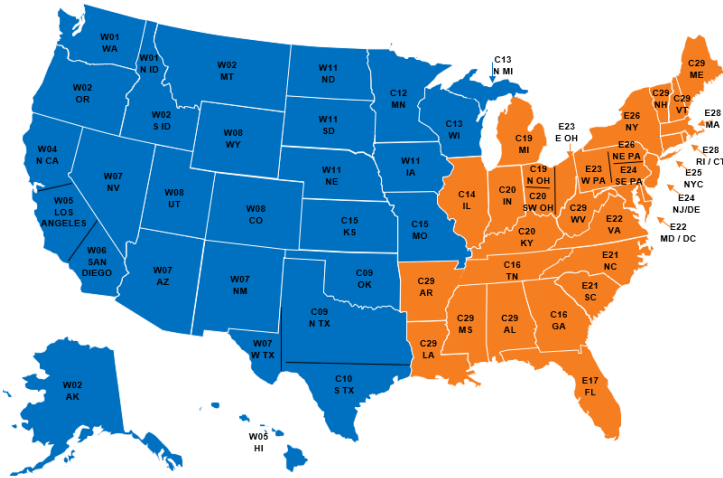 C13
N MI
W01
WA
W01
N ID
W02
MT
W11
ND
C12
MN
C29
ME
W02
OR
W02
S ID
W11
SD
C13
WI
C19
MI
E23
E OH
E26
NY
C29
NH
C29
VT
E28
MA
W04
N CA
W08
WY
W11
NE
W11
IA
E26
NE PA
E28
RI / CT
W07
NV
W08
UT
C14
IL
C20
IN
C19
N OH
C20
SW OH
E23
W PA
E24
SE PA
E25
NYC
W05
LOS
ANGELES
W08
CO
C15
KS
C15
MO
C29
WV
E24
NJ/DE
W06
SAN
DIEGO
C20
KY
E22
VA
E22
MD / DC
W07
AZ
W07
NM
C09
OK
C29
AR
C16
TN
E21
NC
E21
SC
C09
N TX
C29
MS
C29
AL
C16
GA
W07
W TX
C29
LA
C10
S TX
E17
FL
W02
AK
W05
HI